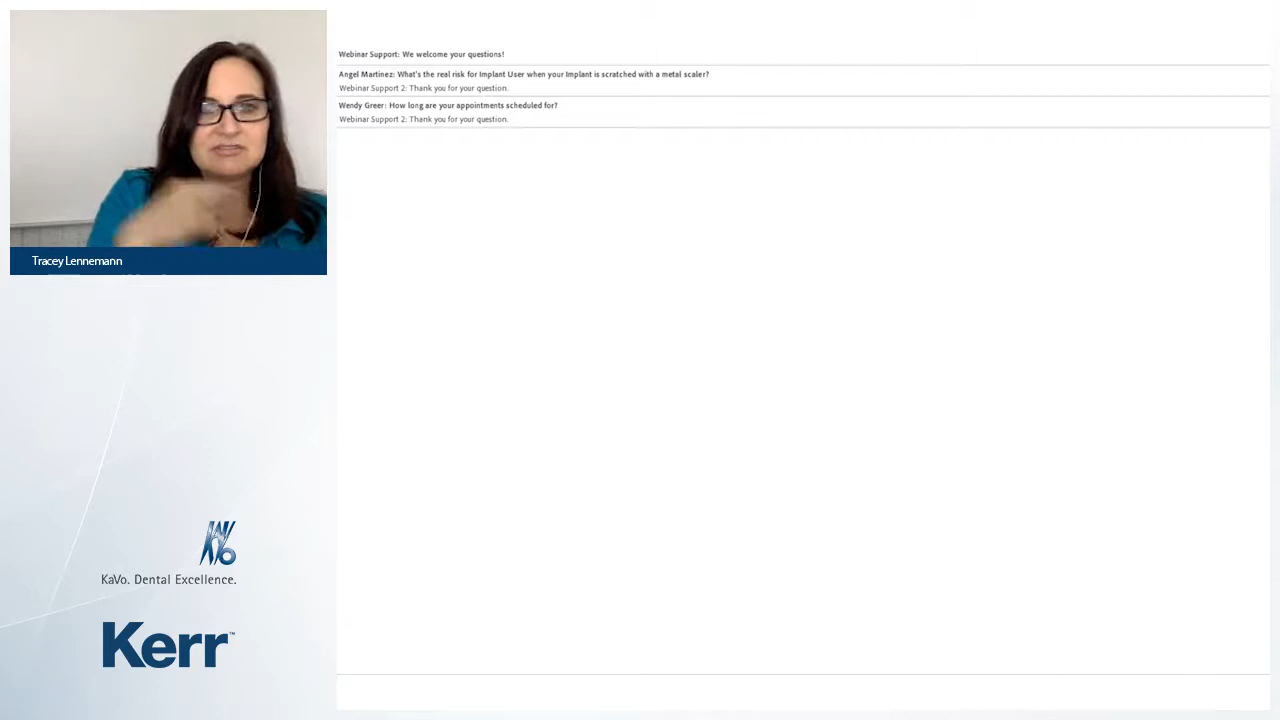 Webinar Support: We welcome your questions!
Angel Martinez: What's the real risk for Implant User when your Implant is scratched with a metal scaler?
Webinar Support 2: Thank you for your question.
Wendy Greer: How long are your appointments scheduled for?
Webinar Support 2: Thank you for your question.
Tracey Lennemann
KaVo
KaVo. Dental Excellence.
Kerr™